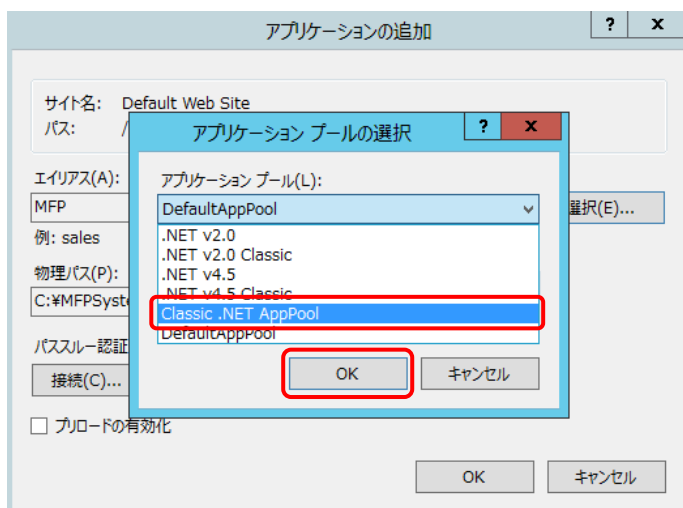 アプリケーションの追加
? x
サイト名: Default Web Site
パス: /
アプリケーション プールの選択
? x
エイリアス(A):
アプリケーション プール(L):
MFP
DefaultAppPool
選択(E)...
例: sales
.NET v2.0
.NET v2.0 Classic
物理パス(P):
.NET v4.5
C:¥MFPSyste
.NET v4.5 Classic
Classic .NET AppPool
DefaultAppPool
パススルー認証
接続(C)...
OK
キャンセル
プリロードの有効化
OK
キャンセル